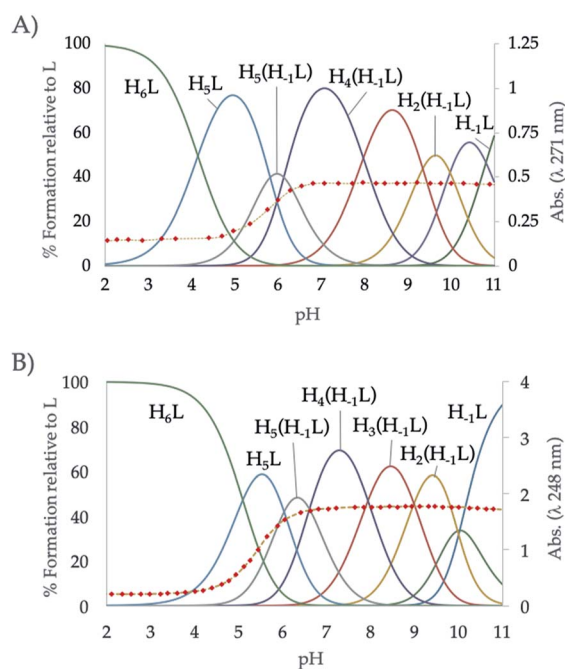 A)
100
80
60
40
20
0
% Formation relative to L
1.25
1
0.75
0.5
0.25
0
Abs. (λ 271 nm)
H6L
H5L
H5(H-1L)
H4(H-1L)
H2(H-1L)
H-1L
2 3 4 5 6 7 8 9 10 11
pH
B)
100
80
60
40
20
0
% Formation relative to L
4
3
2
1
0
Abs. (λ 248 nm)
H6L
H5L
H5(H-1L)
H4(H-1L)
H3(H-1L)
H2(H-1L)
H-1L
2 3 4 5 6 7 8 9 10 11
pH